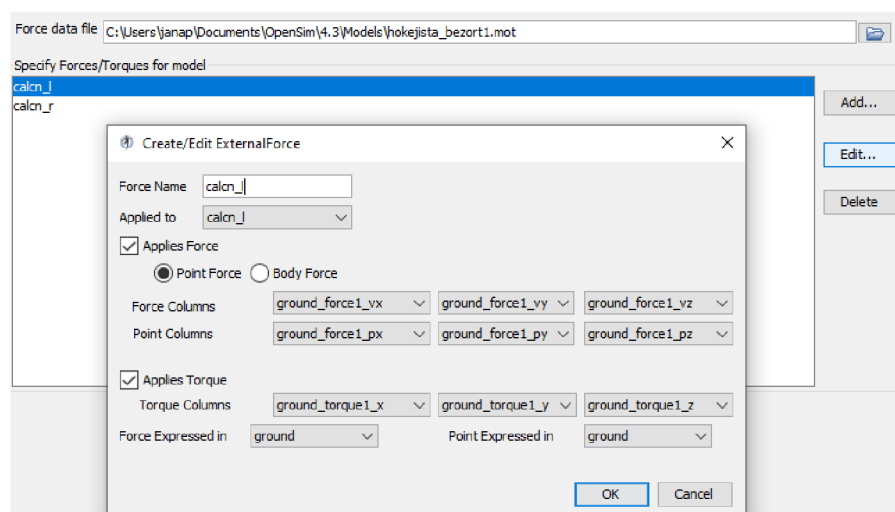 Force data file C:\Users\janap\Documents\OpenSim\4.3\Models\hokejista_bezort1.mot
Specify Forces/Torques for model
calcn_l
calcn_r
Add...
Edit...
Delete
Create/Edit ExternalForce
Force Name calcn_l
Applied to calcn_l
Applies Force
Point Force Body Force
Force Columns ground_force1_vx ground_force1_vy ground_force1_vz
Point Columns ground_force1_px ground_force1_py ground_force1_pz
Applies Torque
Torque Columns ground_torque1_x ground_torque1_y ground_torque1_z
Force Expressed in ground Point Expressed in ground
OK Cancel